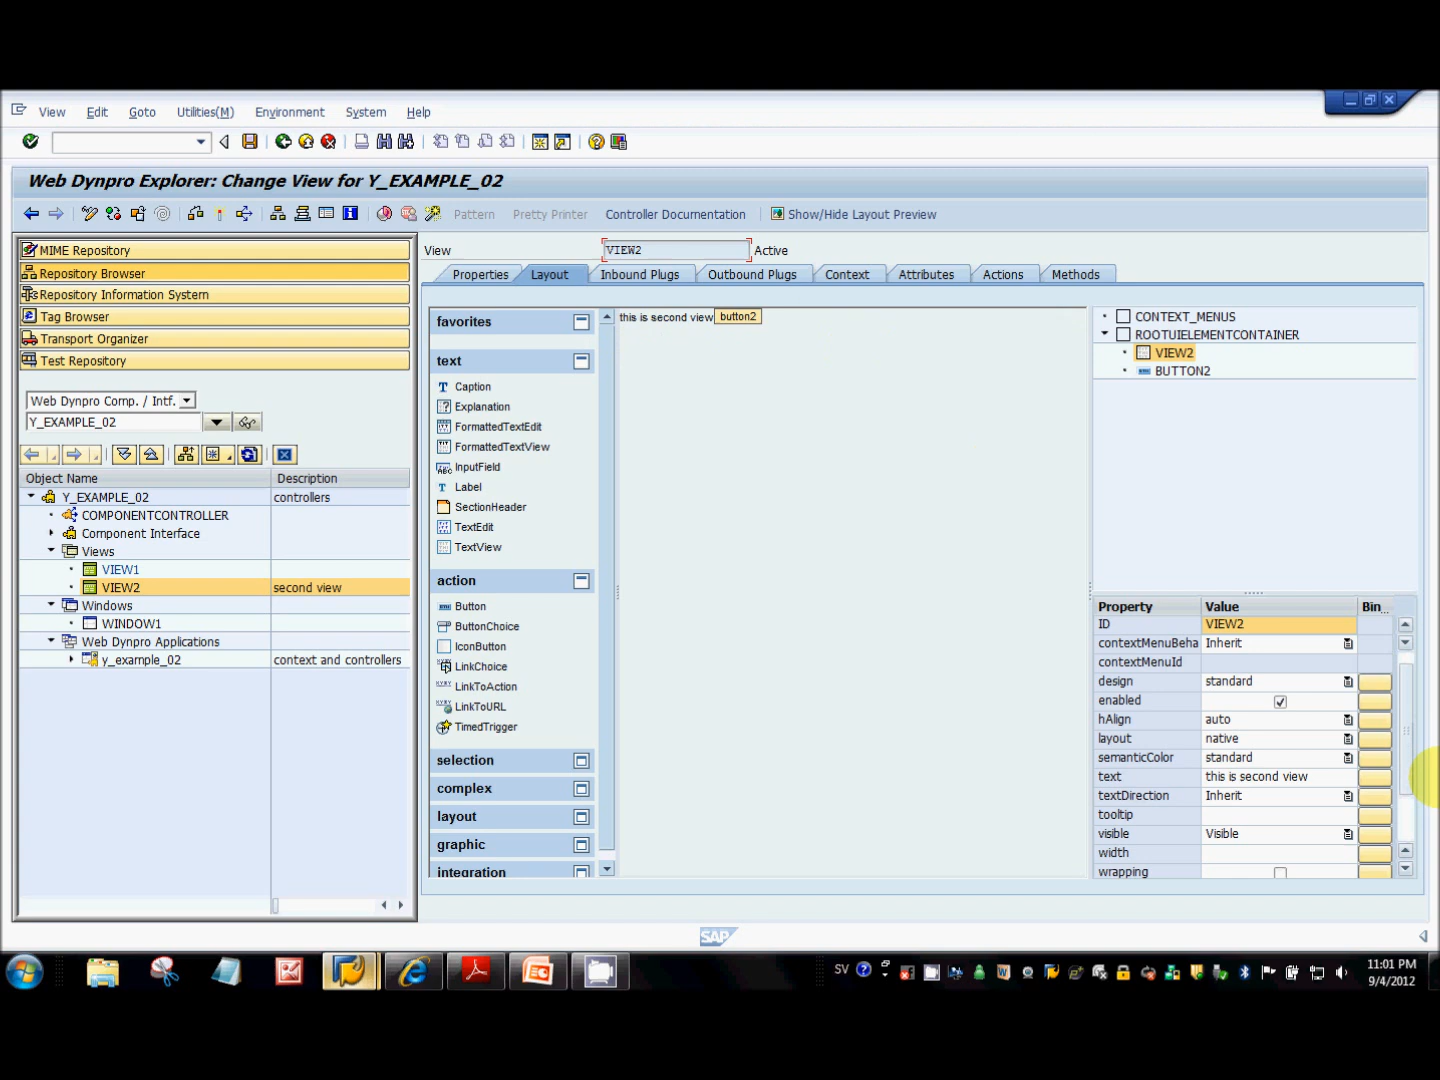 View Edit Goto Utilities(M) Environment System Help
Web Dynpro Explorer: Change View for Y_EXAMPLE_02
Pattern Pretty Printer Controller Documentation Show/Hide Layout Preview
MIME Repository
Repository Browser
Repository Information System
Tag Browser
Transport Organizer
Test Repository
Web Dynpro Comp. / Intf.
Y_EXAMPLE_02
Object Name Description
Y_EXAMPLE_02 controllers
COMPONENTCONTROLLER
Component Interface
Views
VIEW1
VIEW2 second view
Windows
WINDOW1
Web Dynpro Applications
y_example_02 context and controllers
View VIEW2 Active
Properties Layout Inbound Plugs Outbound Plugs Context Attributes Actions Methods
favorites
text
Caption
Explanation
FormattedTextEdit
FormattedTextView
InputField
Label
SectionHeader
TextEdit
TextView
action
Button
ButtonChoice
IconButton
LinkChoice
LinkToAction
LinkToURL
TimedTrigger
selection
complex
layout
graphic
integration
this is second view button2
CONTEXT_MENUS
ROOTUIELEMENTCONTAINER
VIEW2
BUTTON2
Property Value Bin...
ID VIEW2
contextMenuBeha Inherit
contextMenuId
design standard
enabled
hAlign auto
layout native
semanticColor standard
text this is second view
textDirection Inherit
tooltip
visible Visible
width
wrapping
SAP
SV
11:01 PM
9/4/2012